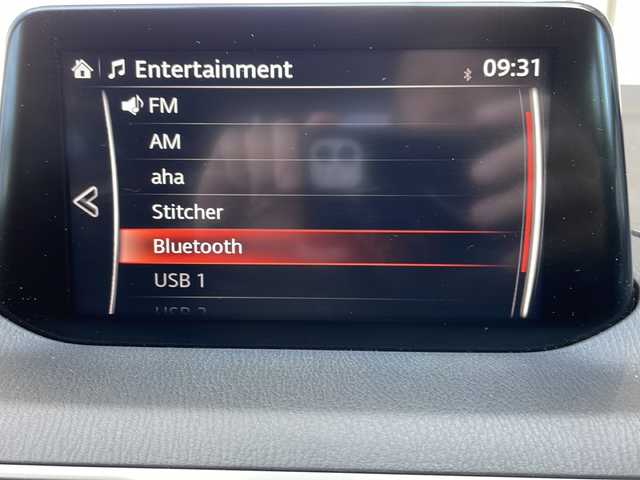 Entertainment 09:31
FM
AM
aha
Stitcher
Bluetooth
USB 1